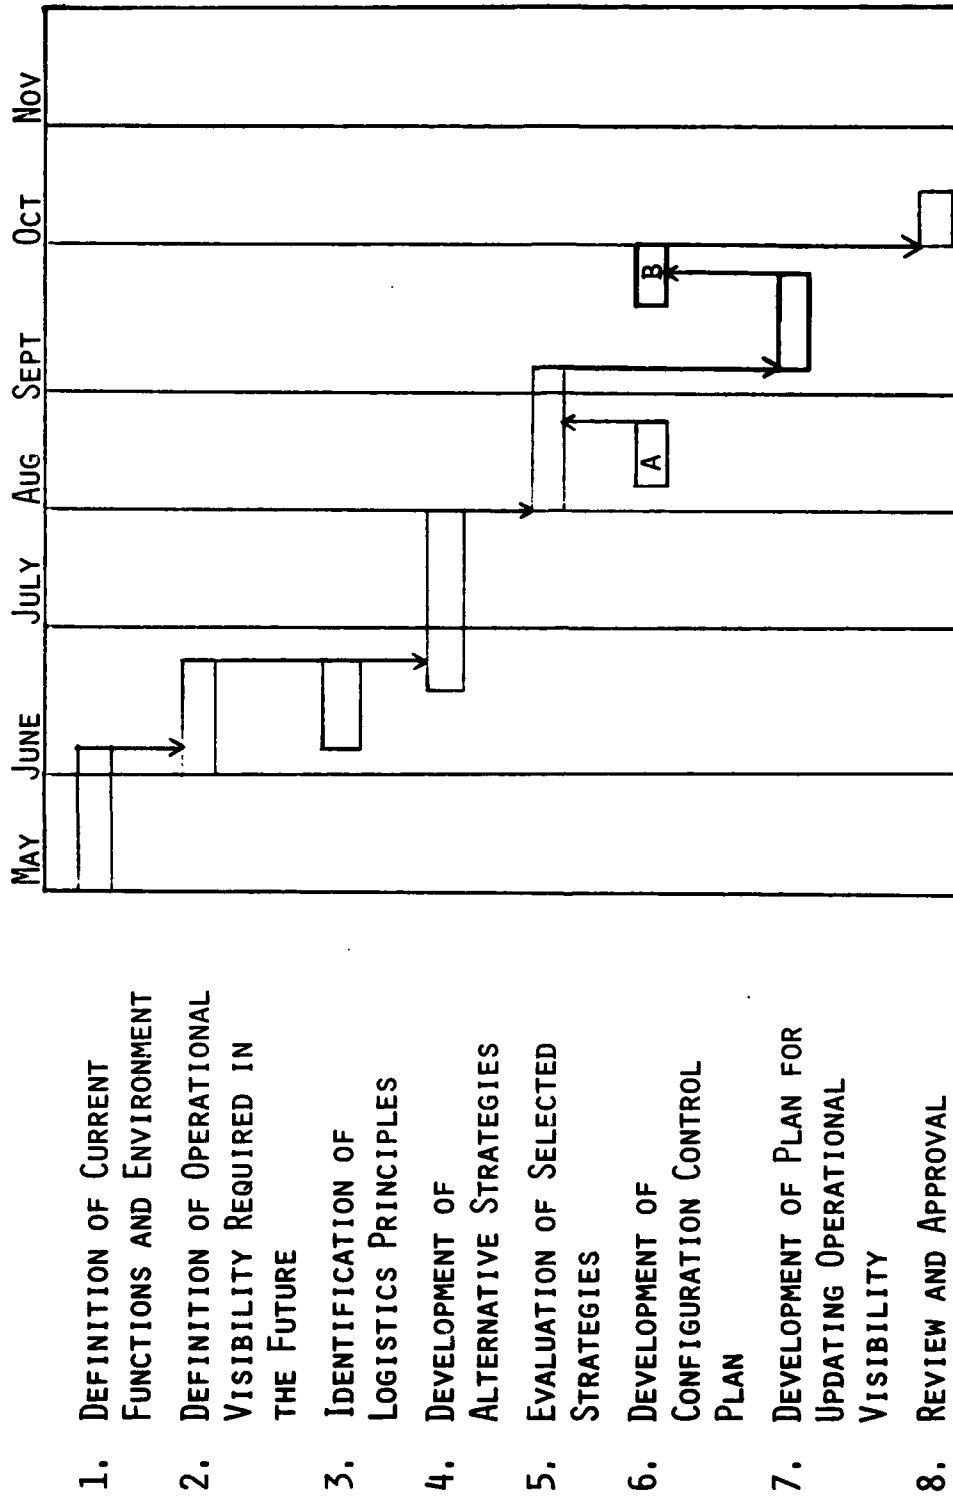 May June July Aug Sept Oct Nov
1. Definition of Current
Functions and Environment
2. Definition of Operational
Visibility Required in
the Future
3. Identification of
Logistics Principles
4. Development of
Alternative Strategies
5. Evaluation of Selected
Strategies
6. Development of
Configuration Control
Plan
A B
7. Development of Plan for
Updating Operational
Visibility
8. Review and Approval